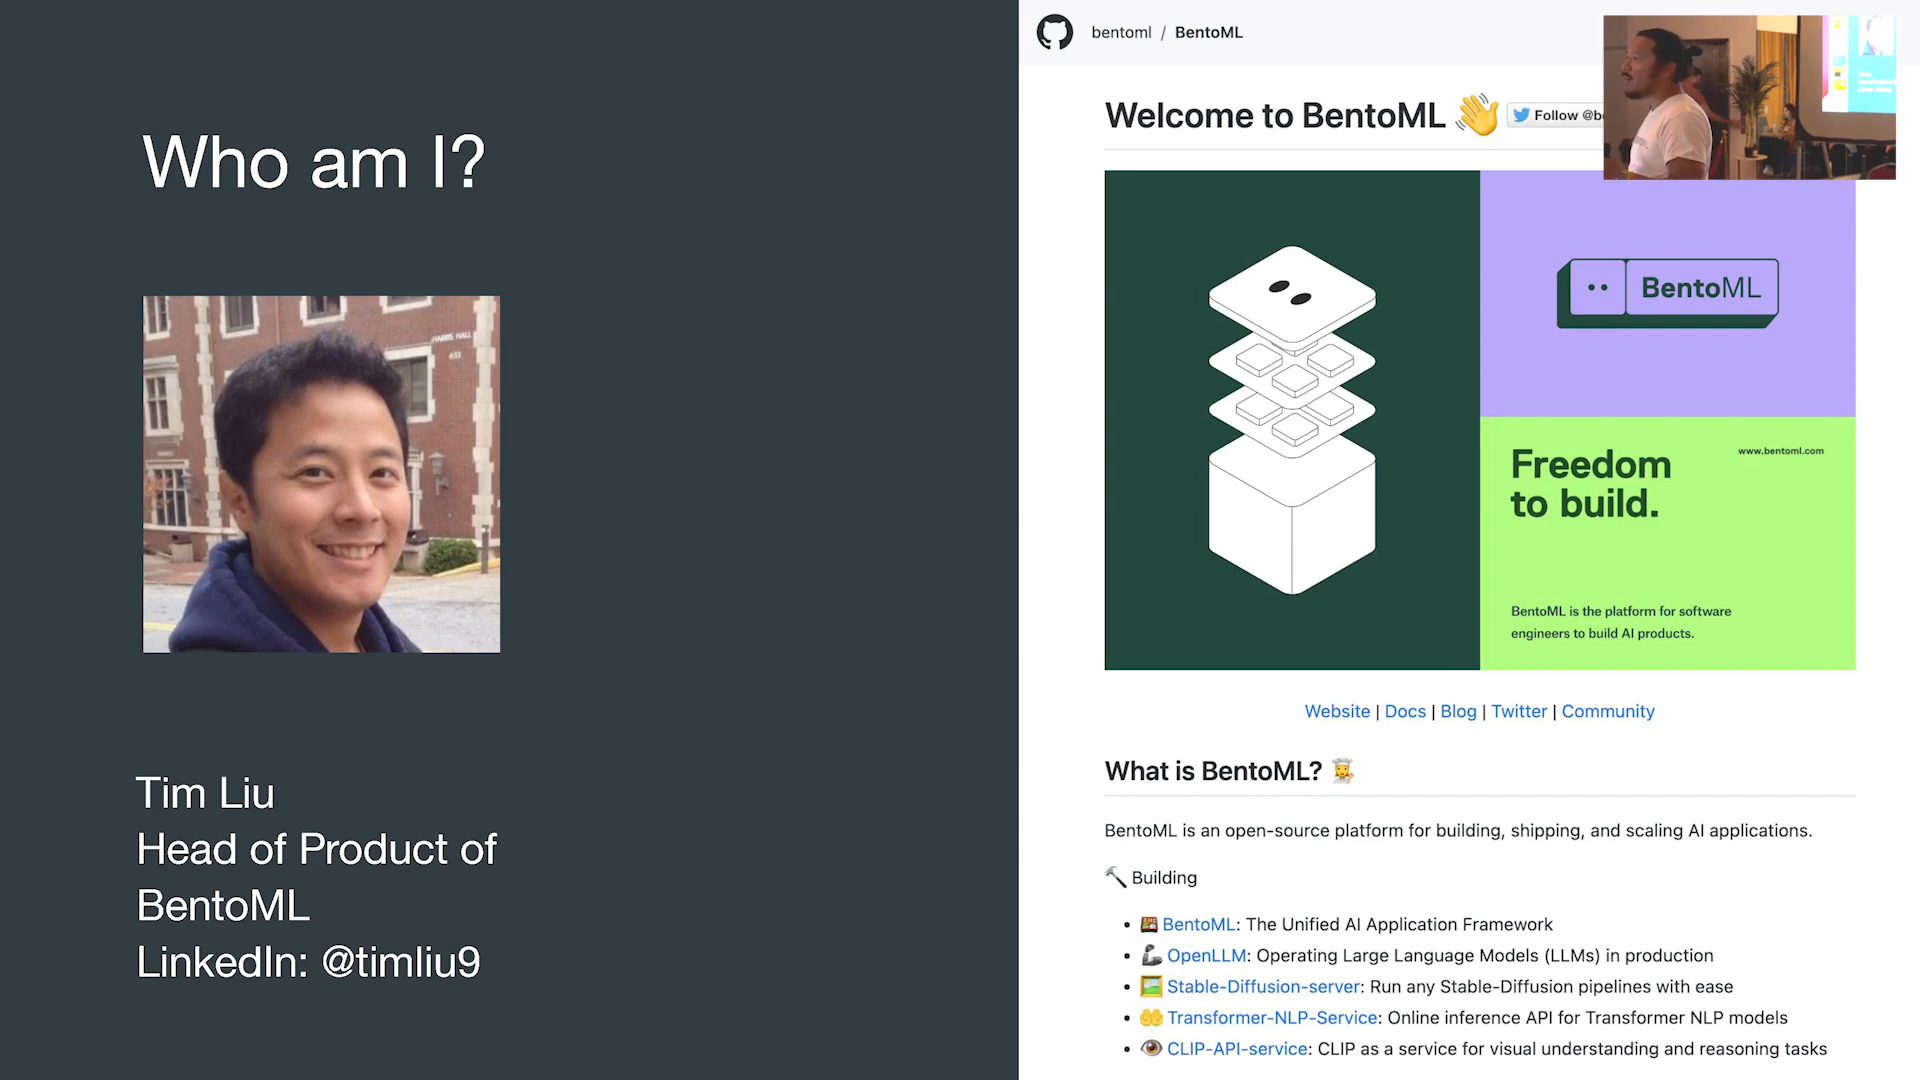 Who am I?
HARRIS HALL
633
Tim Liu
Head of Product of
BentoML
LinkedIn: @timliu9
bentoml / BentoML
Welcome to BentoML 👋 Follow @be
BentoML
Freedom
to build.
www.bentoml.com
BentoML is the platform for software
engineers to build AI products.
Website | Docs | Blog | Twitter | Community
What is BentoML? 👩‍🍳
BentoML is an open-source platform for building, shipping, and scaling AI applications.
🔨 Building
• 🍱 BentoML: The Unified AI Application Framework
• 🦾 OpenLLM: Operating Large Language Models (LLMs) in production
• 🖼️ Stable-Diffusion-server: Run any Stable-Diffusion pipelines with ease
• 🤲 Transformer-NLP-Service: Online inference API for Transformer NLP models
• 👁️ CLIP-API-service: CLIP as a service for visual understanding and reasoning tasks